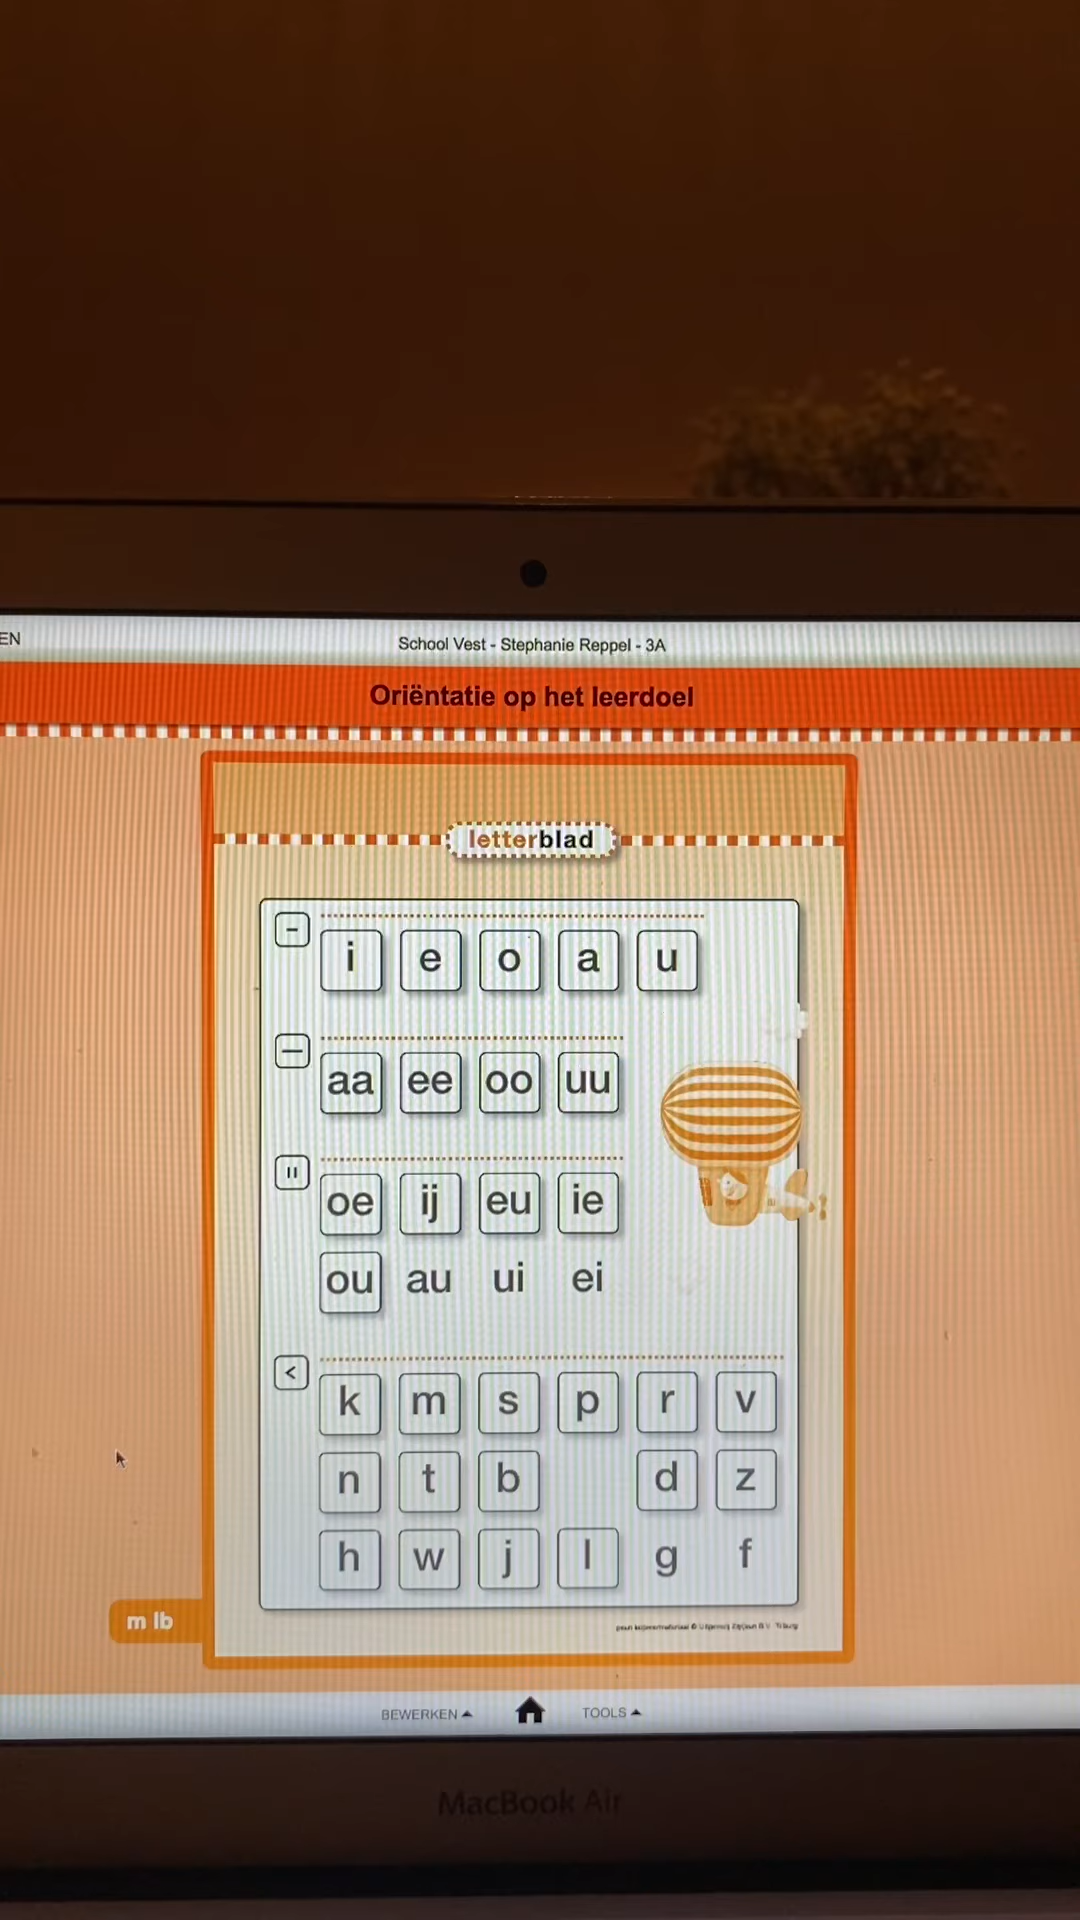 EN
School Vest - Stephanie Reppel - 3A
Oriëntatie op het leerdoel
letterblad
i e o a u
aa ee oo uu
oe ij eu ie
ou au ui ei
<
k m s p r v
n t b d z
h w j l g f
m lb
BEWERKEN
TOOLS
MacBook Air